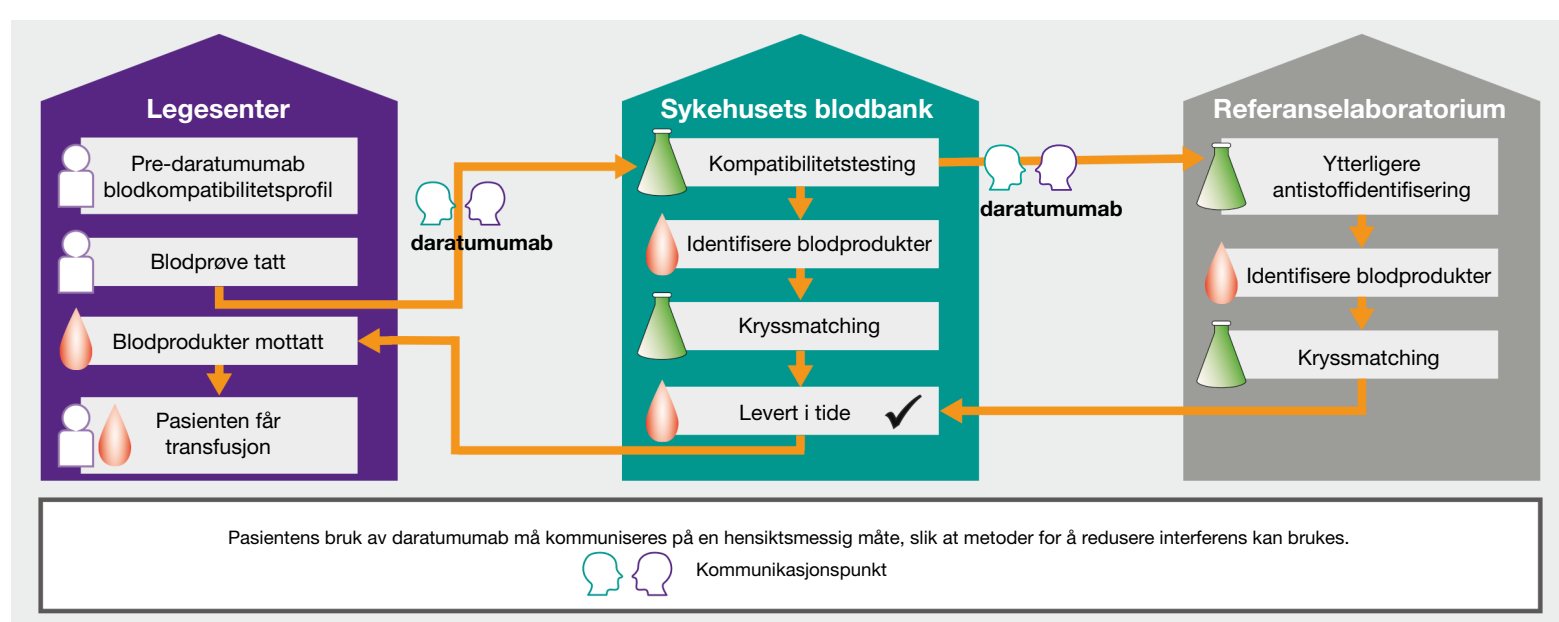 Legesenter
Pre-daratumumab
blodkompatibilitetsprofil
Blodprøve tatt
Blodprodukter mottatt
Pasienten får
transfusjon
daratumumab
Sykehusets blodbank
Kompatibilitetstesting
Identifisere blodprodukter
Kryssmatching
Levert i tide
daratumumab
Referanselaboratorium
Ytterligere
antistoffidentifisering
Identifisere blodprodukter
Kryssmatching
Pasientens bruk av daratumumab må kommuniseres på en hensiktsmessig måte, slik at metoder for å redusere interferens kan brukes.
Kommunikasjonspunkt